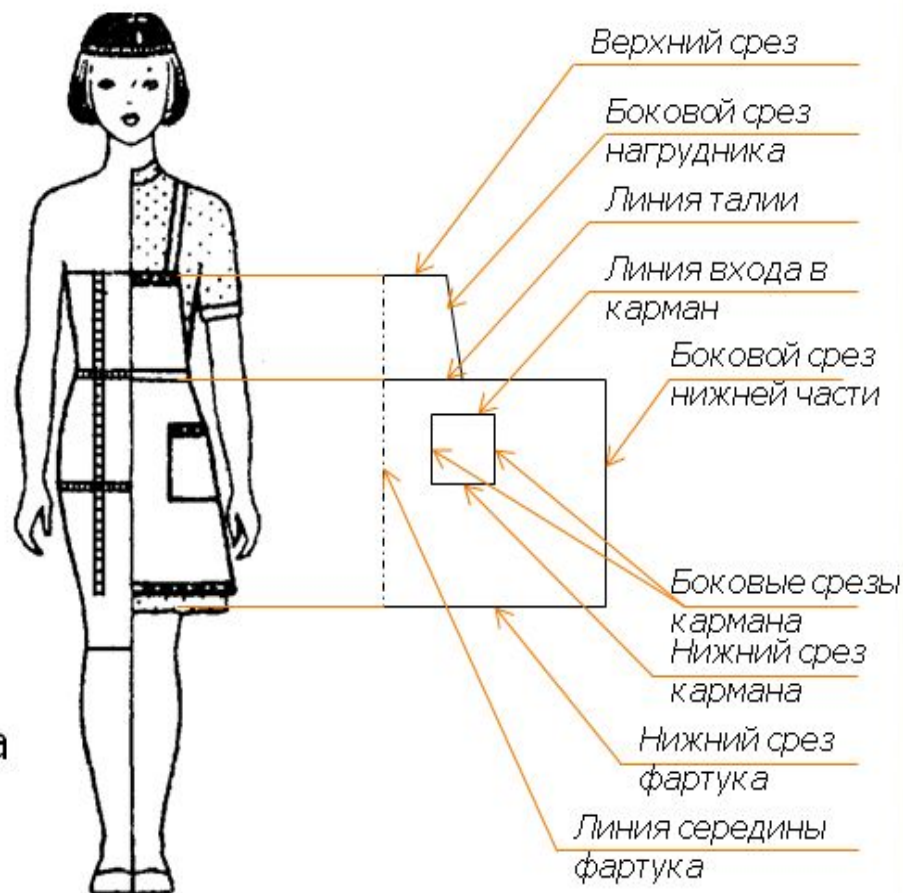 Верхний срез
Боковой срез
нагрудника
Линия талии
Линия входа в
карман
Боковой срез
нижней части
Боковые срезы
кармана
Нижний срез
кармана
Нижний срез
фартука
Линия середины
фартука
а